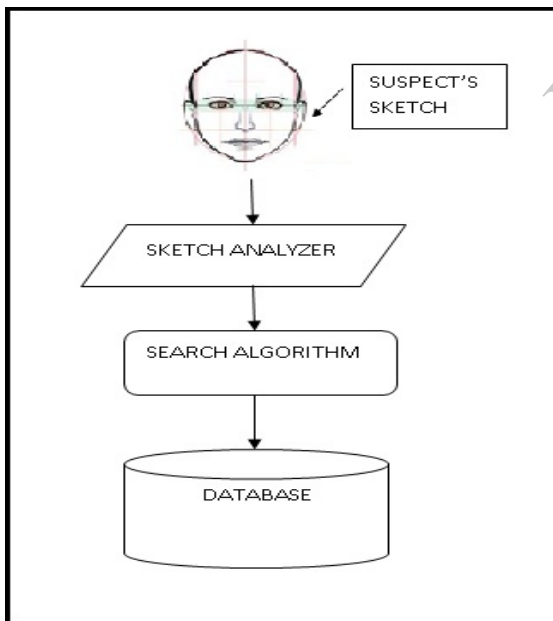 SUSPECT'S
SKETCH
SKETCH ANALYZER
SEARCH ALGORITHM
DATABASE